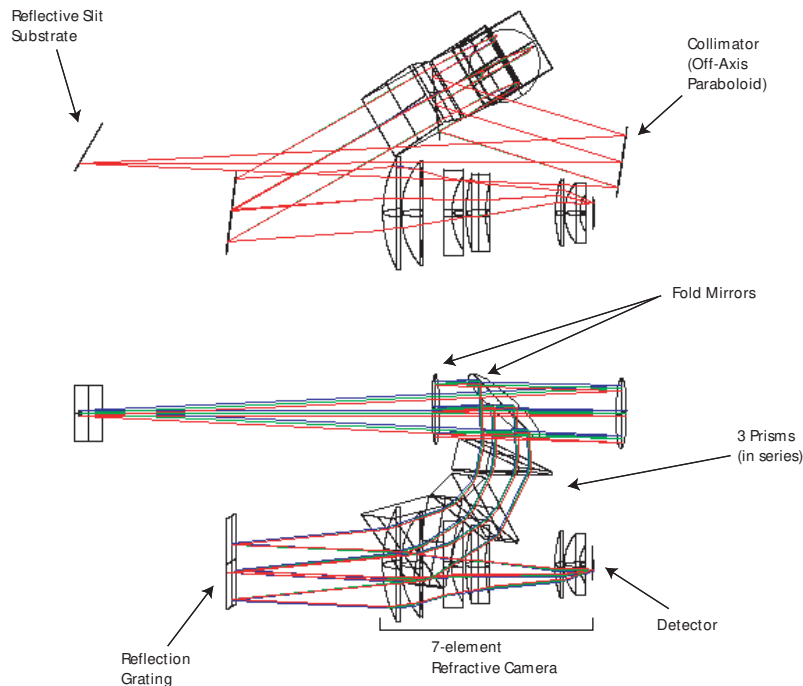 Reflective Slit
Substrate
Collimator
(Off-Axis
Paraboloid)
Fold Mirrors
3 Prisms
(in series)
Detector
7-element
Refractive Camera
Reflection
Grating